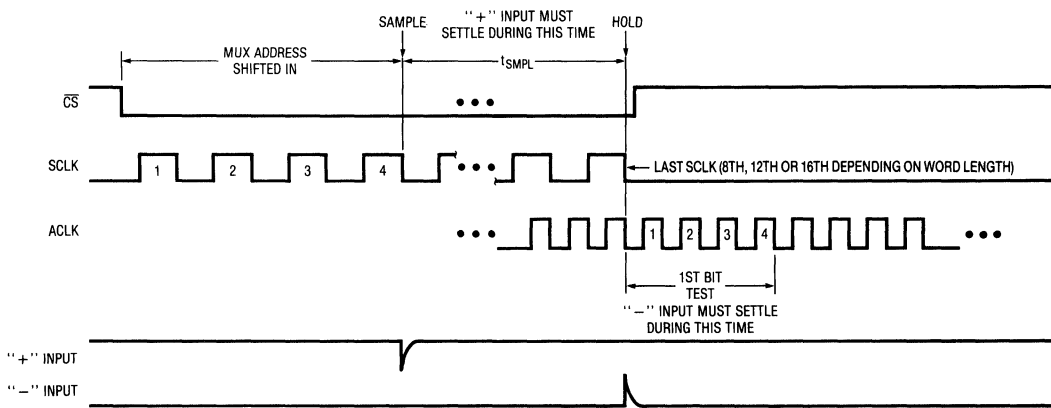 SAMPLE
"+" INPUT MUST
SETTLE DURING THIS TIME
HOLD
MUX ADDRESS
SHIFTED IN
tSMPL
CS
SCLK
1
2
3
4
LAST SCLK (8TH, 12TH OR 16TH DEPENDING ON WORD LENGTH)
ACLK
1
2
3
4
1ST BIT
TEST
"–" INPUT MUST SETTLE
DURING THIS TIME
"+" INPUT
"–" INPUT